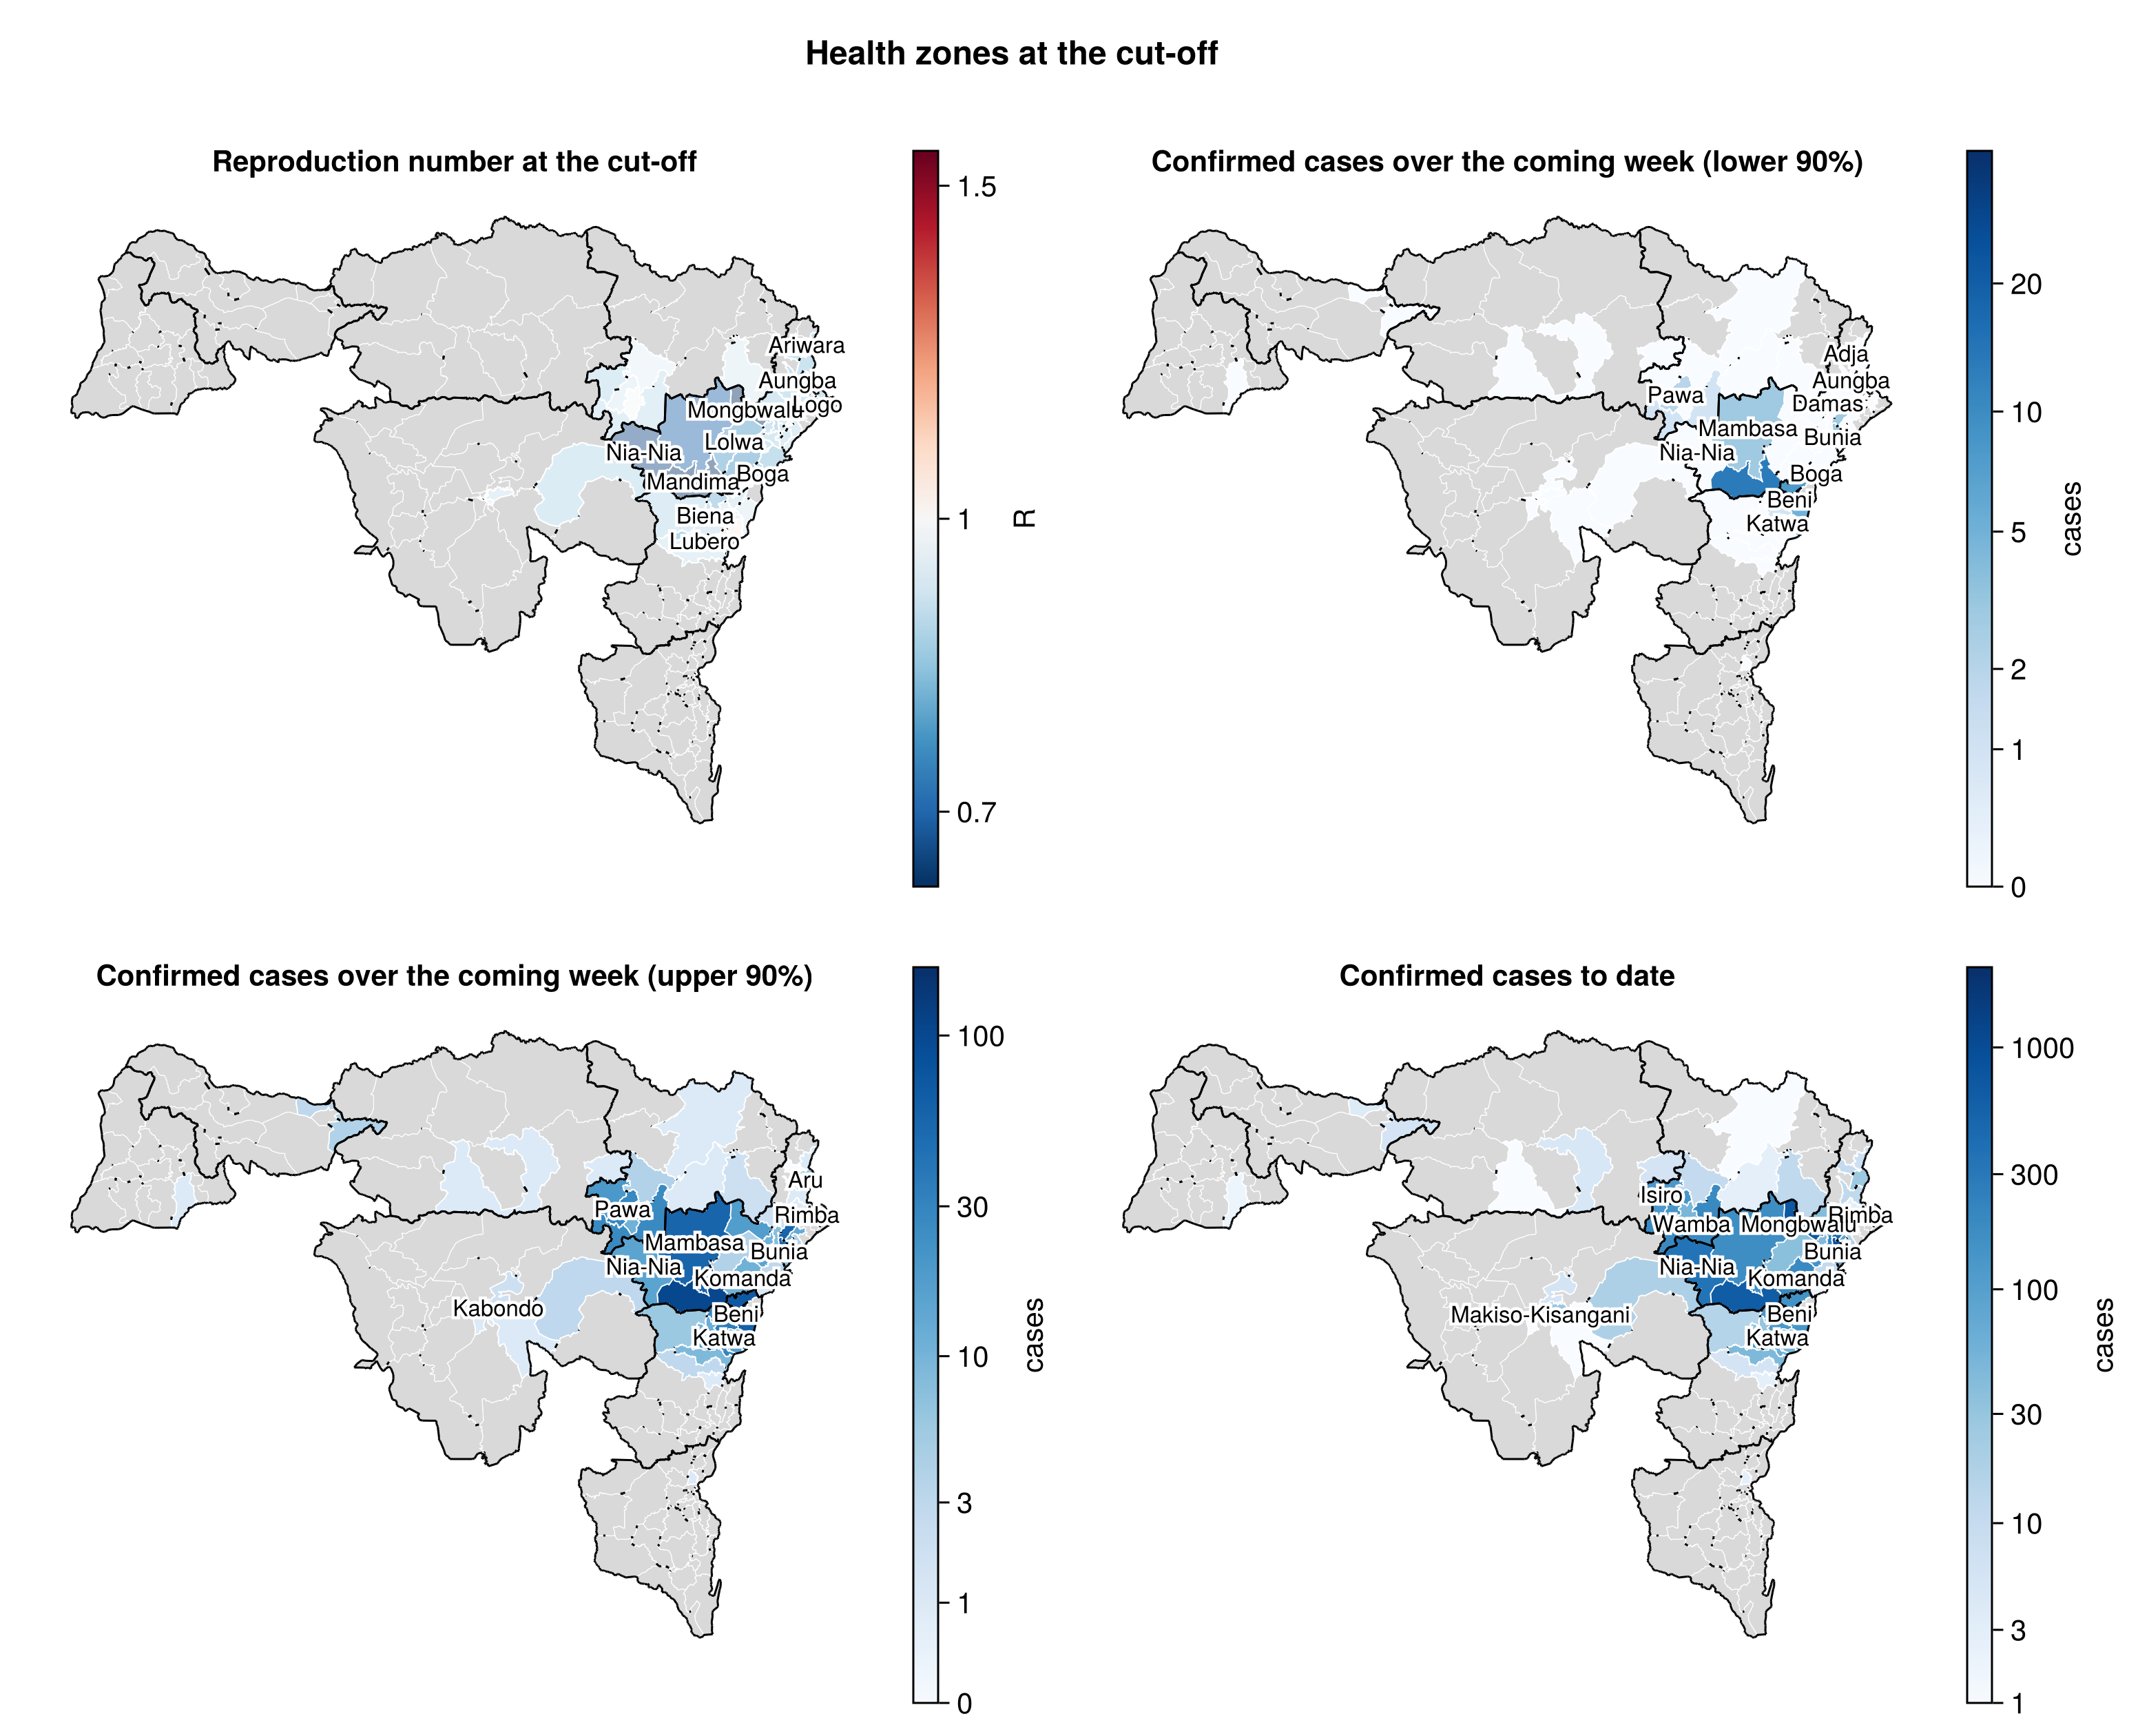 Health zones at the cut-off
Reproduction number at the cut-off
1.5
1
0.7
R
Ariwara
Aungba
Mongbwalu
Logo
Lolwa
Nia-Nia
Mandima
Boga
Biena
Lubero
Confirmed cases over the coming week (lower 90%)
20
10
5
2
1
0
cases
Adja
Aungba
Pawa
Damas
Mambasa
Bunia
Nia-Nia
Boga
Beni
Katwa
Confirmed cases over the coming week (upper 90%)
100
30
10
3
1
0
cases
Aru
Pawa
Rimba
Mambasa
Bunia
Nia-Nia
Komanda
Kabondo
Beni
Katwa
Confirmed cases to date
1000
300
100
30
10
3
1
cases
Isiro
Wamba
Mongbwalu
Rimba
Bunia
Nia-Nia
Komanda
Makiso-Kisangani
Beni
Katwa